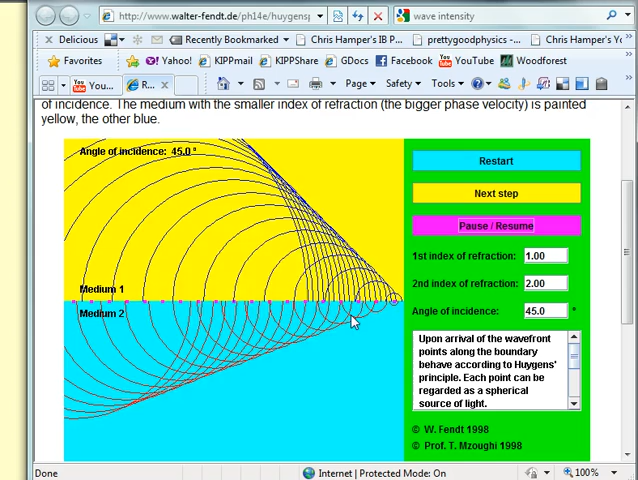 http://www.walter-fendt.de/ph14e/huygensp
wave intensity
Delicious
Recently Bookmarked
Chris Hamper's IB P...
prettygoodphysics -...
Chris Hamper's Yo
Favorites
Yahoo!
KIPPmail
KIPPShare
GDocs
Facebook
YouTube
Woodforest
You...
R...
Page
Safety
Tools
of incidence. The medium with the smaller index of refraction (the bigger phase velocity) is painted
yellow, the other blue.
Angle of incidence: 45.0 °
Medium 1
Medium 2
Restart
Next step
Pause / Resume
1st index of refraction: 1.00
2nd index of refraction: 2.00
Angle of incidence: 45.0 °
Upon arrival of the wavefront
points along the boundary
behave according to Huygens'
principle. Each point can be
regarded as a spherical
source of light.
© W. Fendt 1998
© Prof. T. Mzoughi 1998
Done
Internet | Protected Mode: On
100%